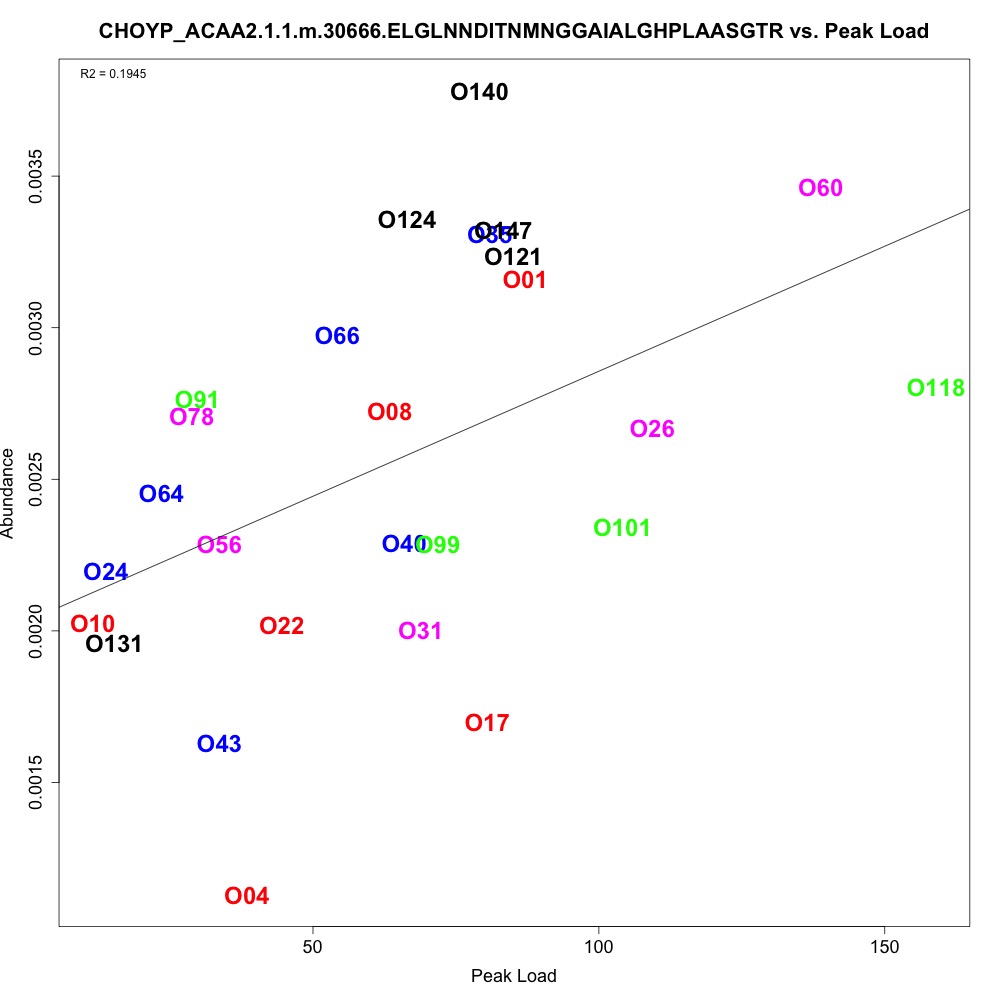 CHOYP_ACAA2.1.1.m.30666.ELGLNNDITNMNGGAIALGHPLAASGTR vs. Peak Load
R2 = 0.1945
O140
O60
O124
O147
O35
O121
O01
O66
O118
O91
O78
O08
O26
O64
O101
O56
O40
O99
O24
O10
O22
O31
O131
O17
O43
O04
0.0035
0.0030
0.0025
0.0020
0.0015
Abundance
50 100 150
Peak Load